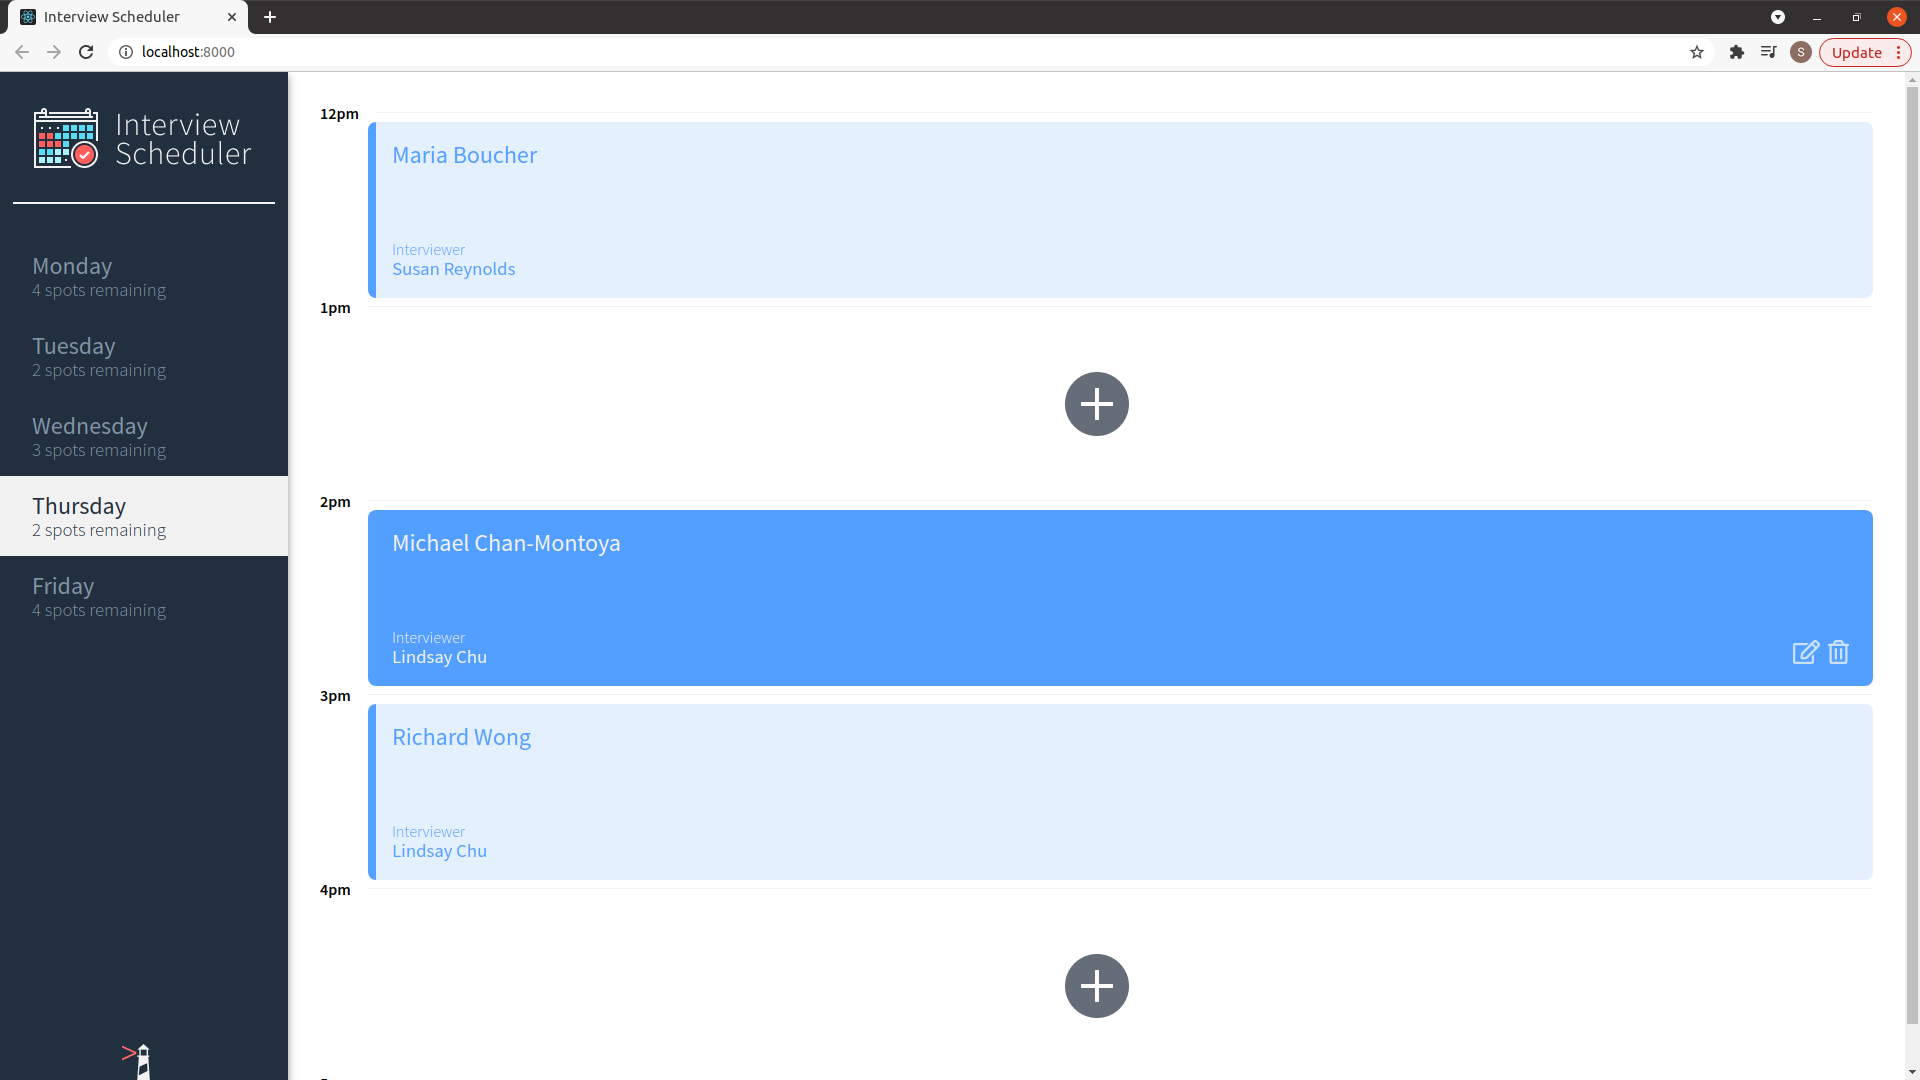 Interview Scheduler
localhost:8000
S
Update
Interview
Scheduler
Monday
4 spots remaining
Tuesday
2 spots remaining
Wednesday
3 spots remaining
Thursday
2 spots remaining
Friday
4 spots remaining
12pm
Maria Boucher
Interviewer
Susan Reynolds
1pm
2pm
Michael Chan-Montoya
Interviewer
Lindsay Chu
3pm
Richard Wong
Interviewer
Lindsay Chu
4pm